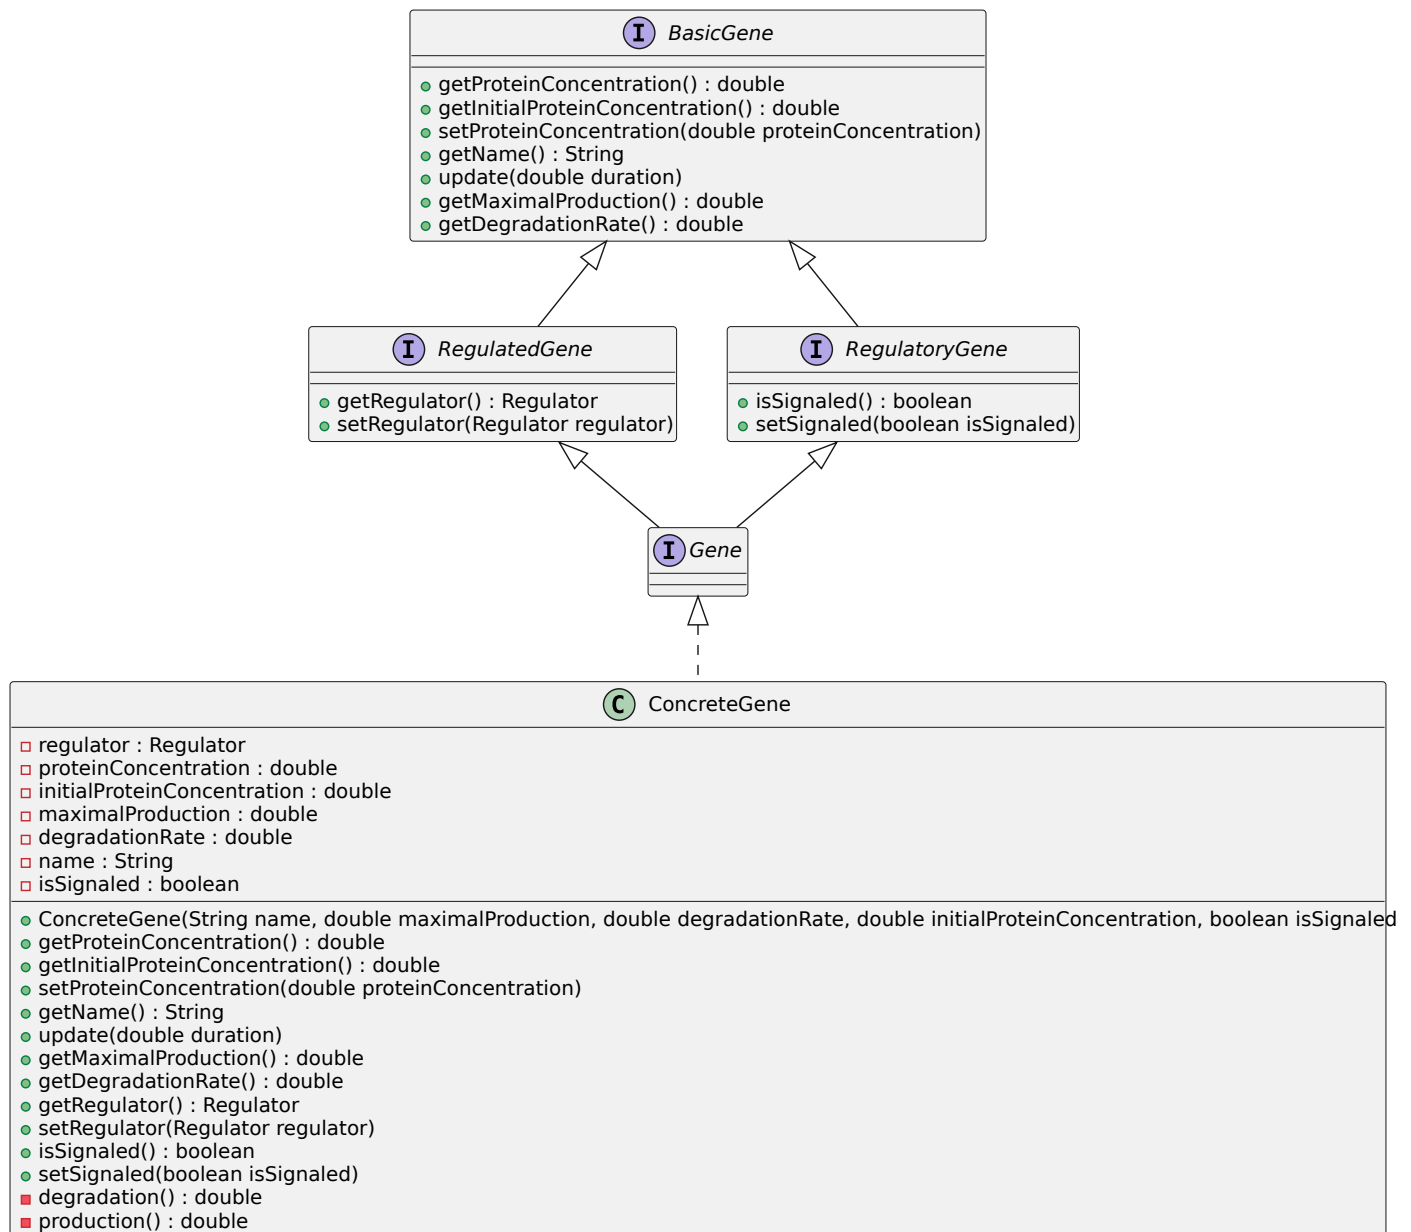 I BasicGene
getProteinConcentration() : double
getInitialProteinConcentration() : double
setProteinConcentration(double proteinConcentration)
getName() : String
update(double duration)
getMaximalProduction() : double
getDegradationRate() : double
I RegulatedGene
getRegulator() : Regulator
setRegulator(Regulator regulator)
I RegulatoryGene
isSignaled() : boolean
setSignaled(boolean isSignaled)
I Gene
C ConcreteGene
regulator : Regulator
proteinConcentration : double
initialProteinConcentration : double
maximalProduction : double
degradationRate : double
name : String
isSignaled : boolean
ConcreteGene(String name, double maximalProduction, double degradationRate, double initialProteinConcentration, boolean isSignaled
getProteinConcentration() : double
getInitialProteinConcentration() : double
setProteinConcentration(double proteinConcentration)
getName() : String
update(double duration)
getMaximalProduction() : double
getDegradationRate() : double
getRegulator() : Regulator
setRegulator(Regulator regulator)
isSignaled() : boolean
setSignaled(boolean isSignaled)
degradation() : double
production() : double